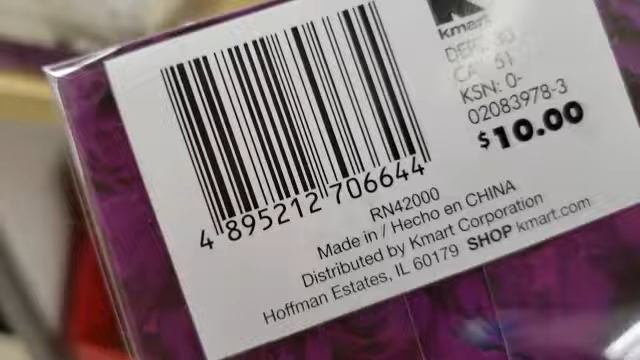 kmart
KSN: 0-
02083978-3
$10.00
4 895212 706644
RN42000
Made in / Hecho en CHINA
Distributed by Kmart Corporation
Hoffman Estates, IL 60179 SHOP kmart.com